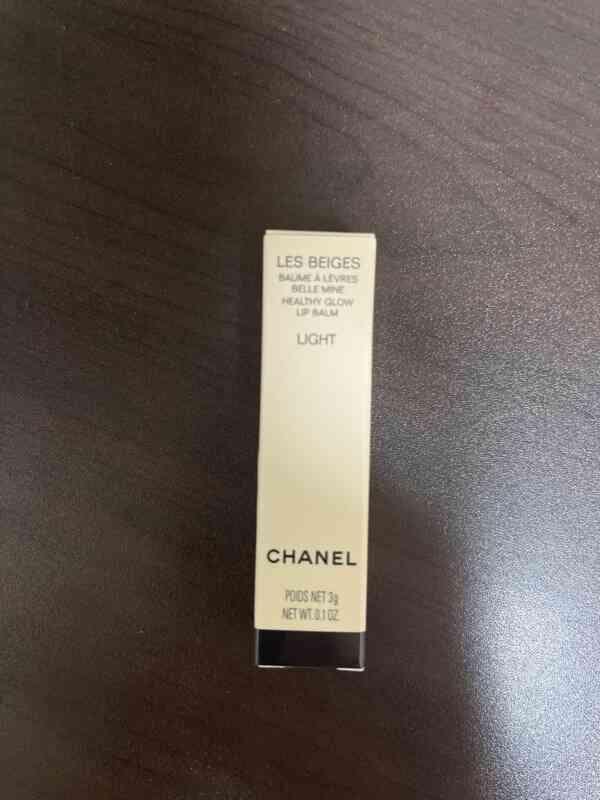 LES BEIGES
BAUME À LÈVRES
BELLE MINE
HEALTHY GLOW
LIP BALM
LIGHT
CHANEL
POIDS NET 3g
NET WT. 0.1 OZ.